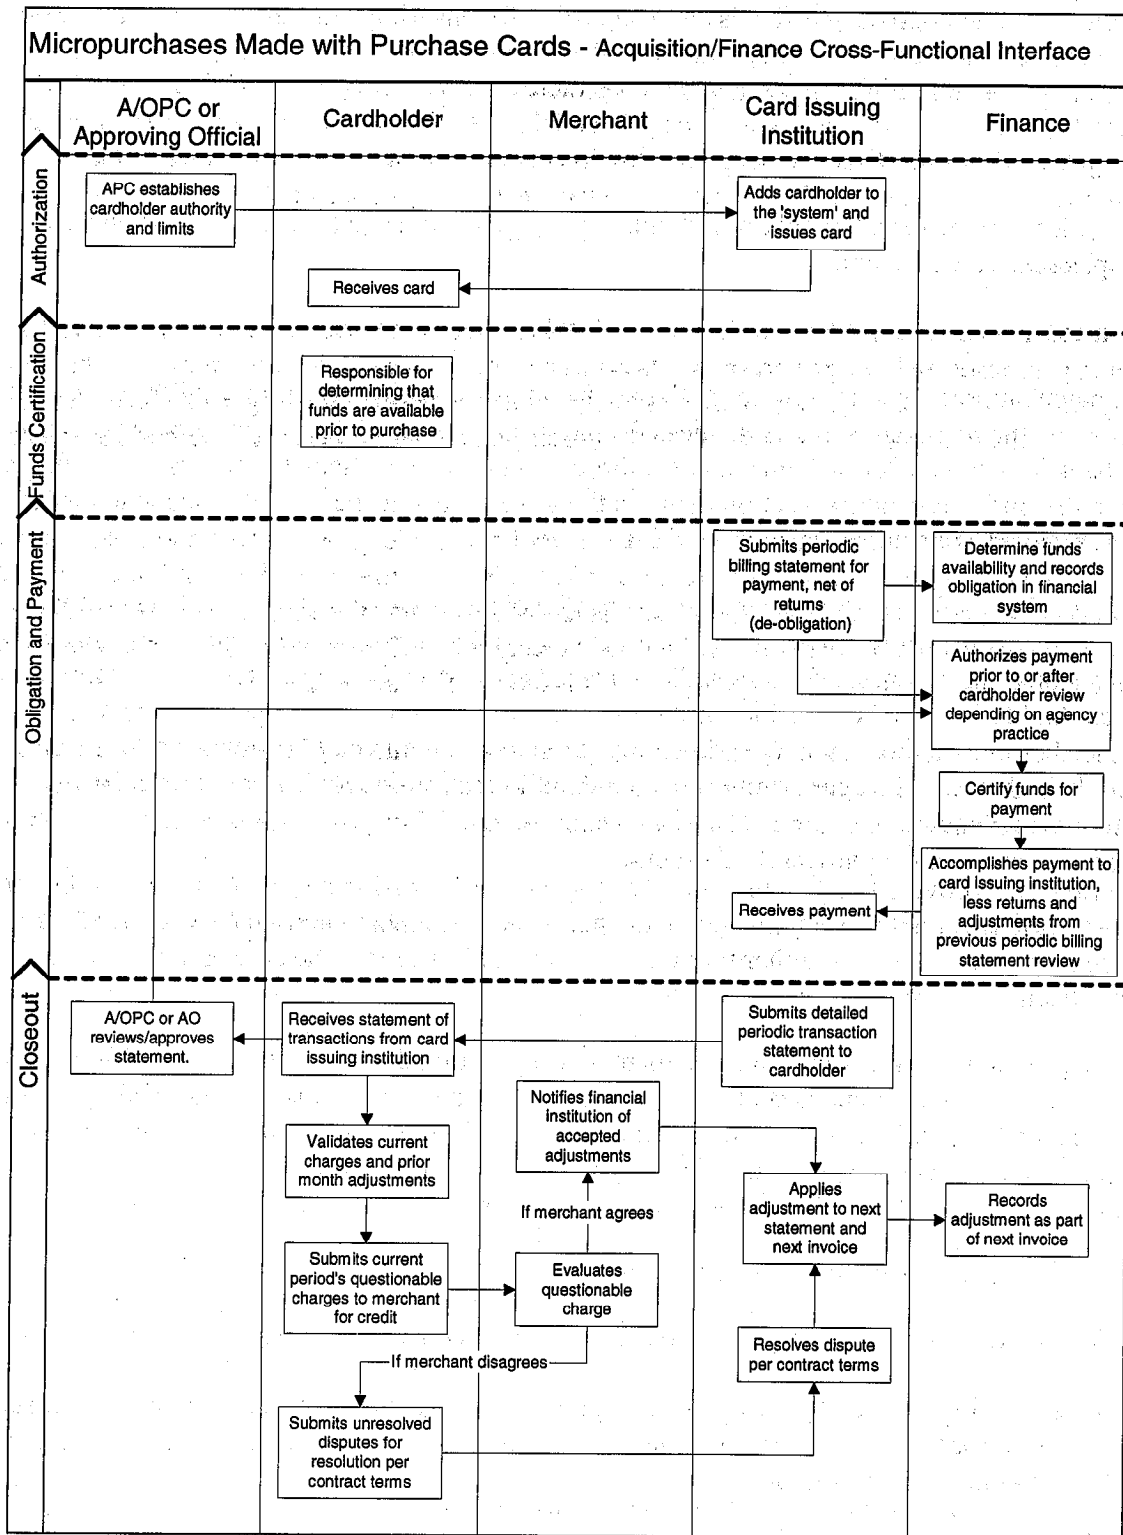 Micropurchases Made with Purchase Cards - Acquisition/Finance Cross-Functional Interface
A/OPC or
Approving Official
Cardholder
Merchant
Card Issuing
Institution
Finance
Authorization
APC establishes
cardholder authority
and limits
Adds cardholder to
the 'system' and
issues card
Receives card
Funds Certification
Responsible for
determining that
funds are available
prior to purchase
Obligation and Payment
Submits periodic
billing statement for
payment, net of
returns
(de-obligation)
Determine funds
availability and records
obligation in financial
system
Authorizes payment
prior to or after
cardholder review
depending on agency
practice
Certify funds for
payment
Accomplishes payment to
card issuing institution,
less returns and
adjustments from
previous periodic billing
statement review
Receives payment
Closeout
A/OPC or AO
reviews/approves
statement.
Receives statement of
transactions from card
issuing institution
Submits detailed
periodic transaction
statement to
cardholder
Notifies financial
institution of
accepted
adjustments
Validates current
charges and prior
month adjustments
If merchant agrees
Applies
adjustment to next
statement and
next invoice
Records
adjustment as part
of next invoice
Submits current
period's questionable
charges to merchant
for credit
Evaluates
questionable
charge
If merchant disagrees
Resolves dispute
per contract terms
Submits unresolved
disputes for
resolution per
contract terms